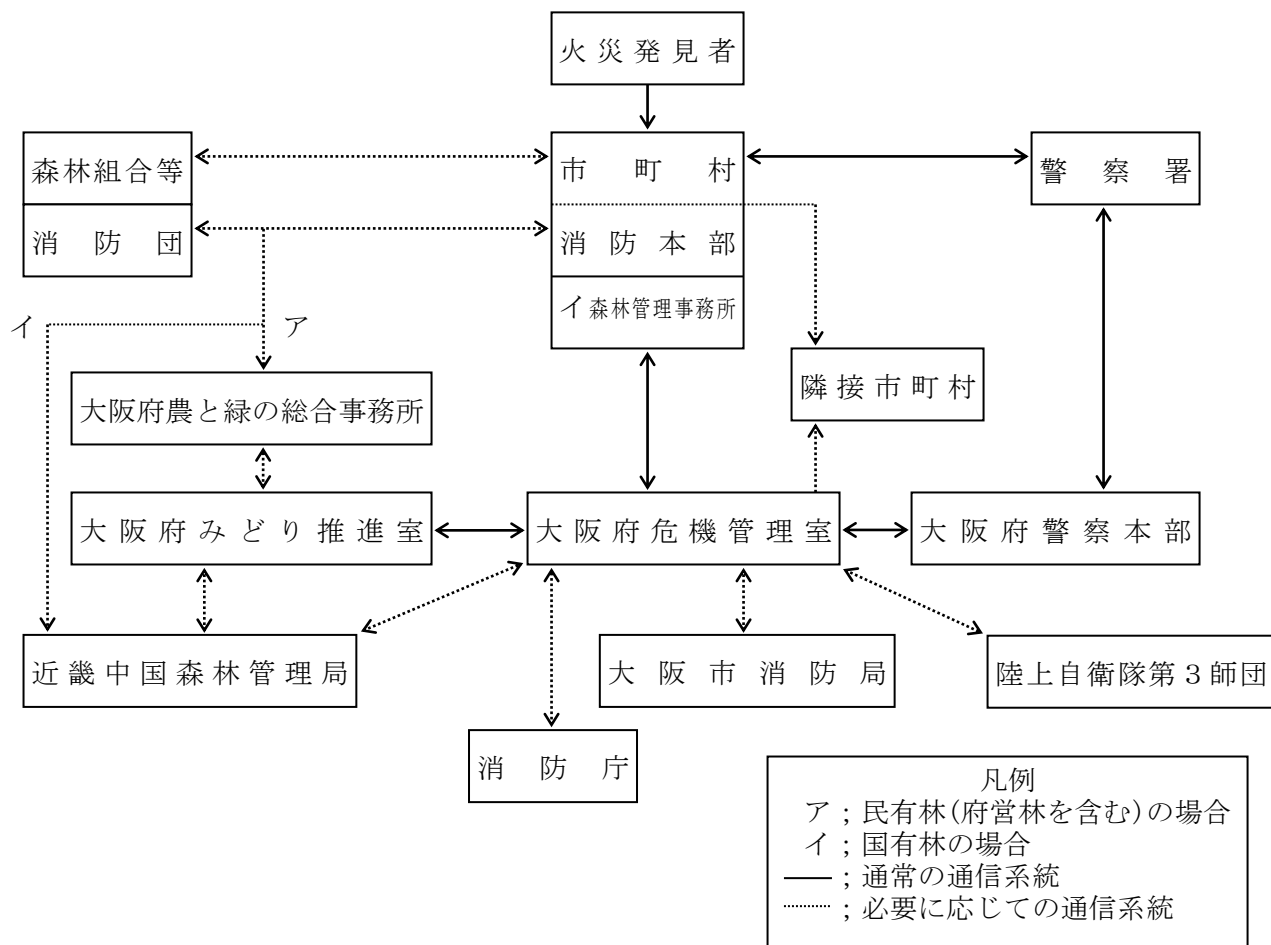 火災発見者
森林組合等
市町村
警察署
消防団
消防本部
イ森林管理事務所
イ
ア
隣接市町村
大阪府農と緑の総合事務所
大阪府みどり推進室
大阪府危機管理室
大阪府警察本部
近畿中国森林管理局
大阪市消防局
陸上自衛隊第３師団
消防庁
凡例
ア；民有林(府営林を含む)の場合
イ；国有林の場合
；通常の通信系統
；必要に応じての通信系統